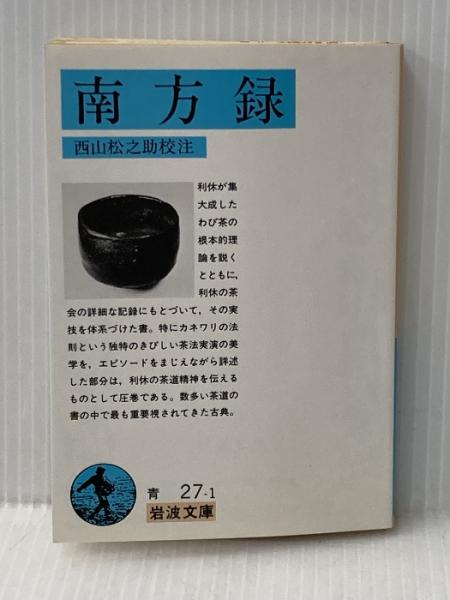 南方録
西山松之助校注
利休が集
大成した
わび茶の
根本的理
論を説く
とともに,
利休の茶
会の詳細な記録にもとづいて, その実
技を体系づけた書。特にカネワリの法
則という独特のきびしい茶法実演の美
学を, エピソードをまじえながら詳述
した部分は, 利休の茶道精神を伝える
ものとして圧巻である。数多い茶道の
書の中で最も重要視されてきた古典。
青 27-1
岩波文庫